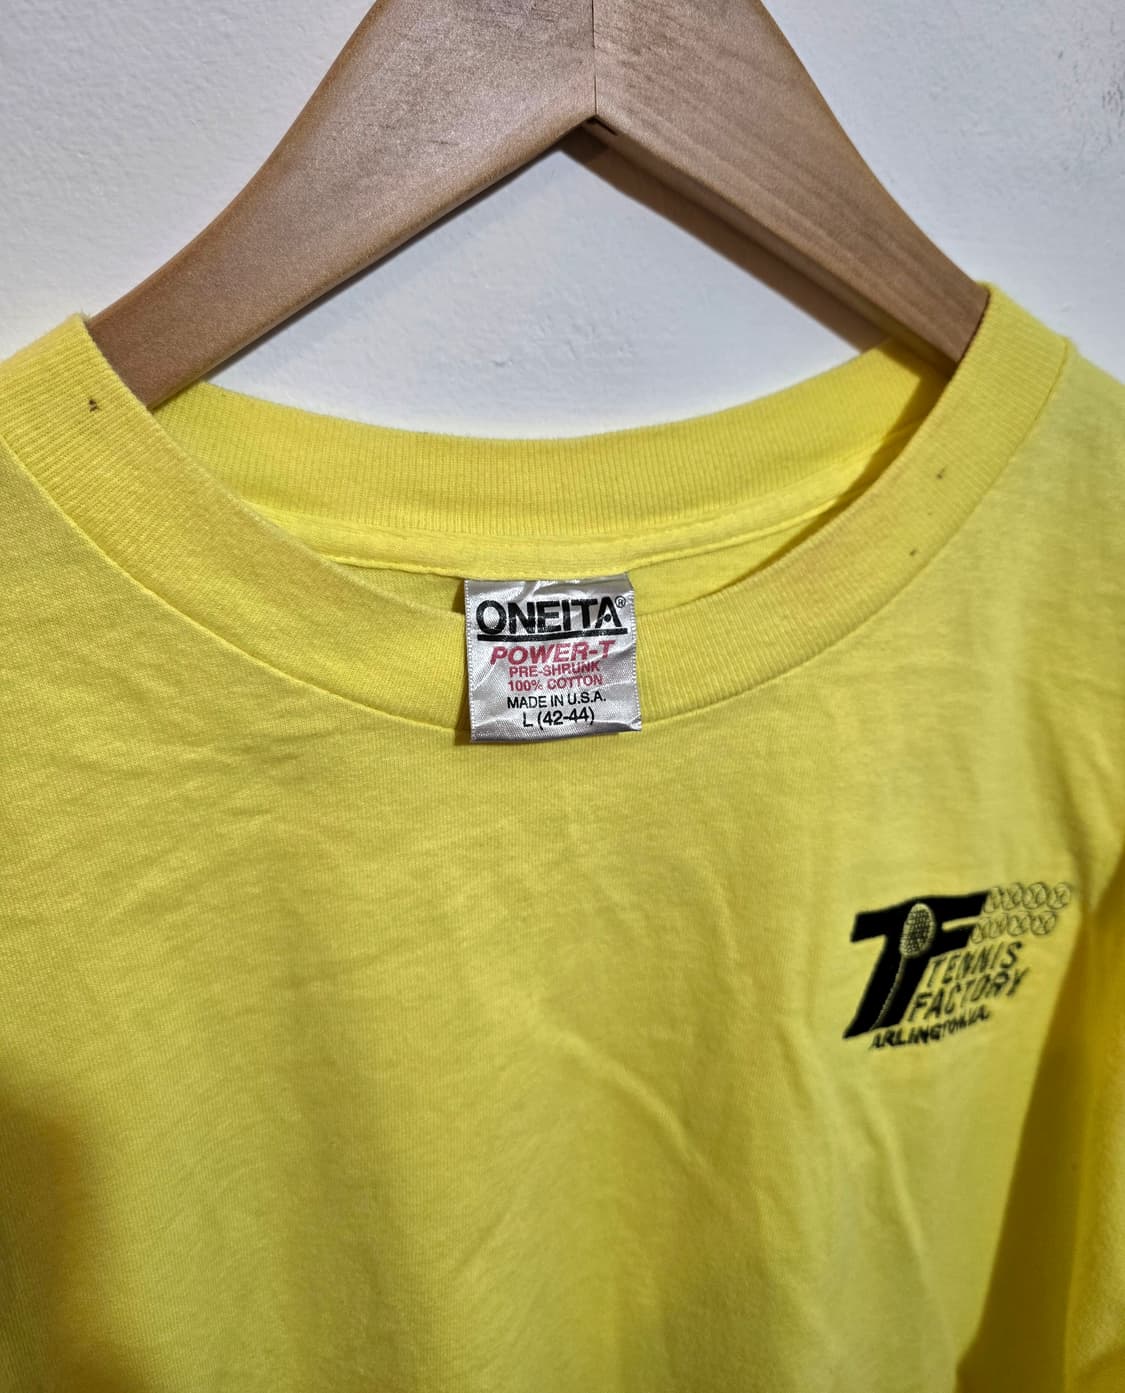 ONEITA®
POWER-T
PRE-SHRUNK
100% COTTON
MADE IN U.S.A.
L (42-44)
TF
TENNIS
FACTORY
ARLINGTON, VA.